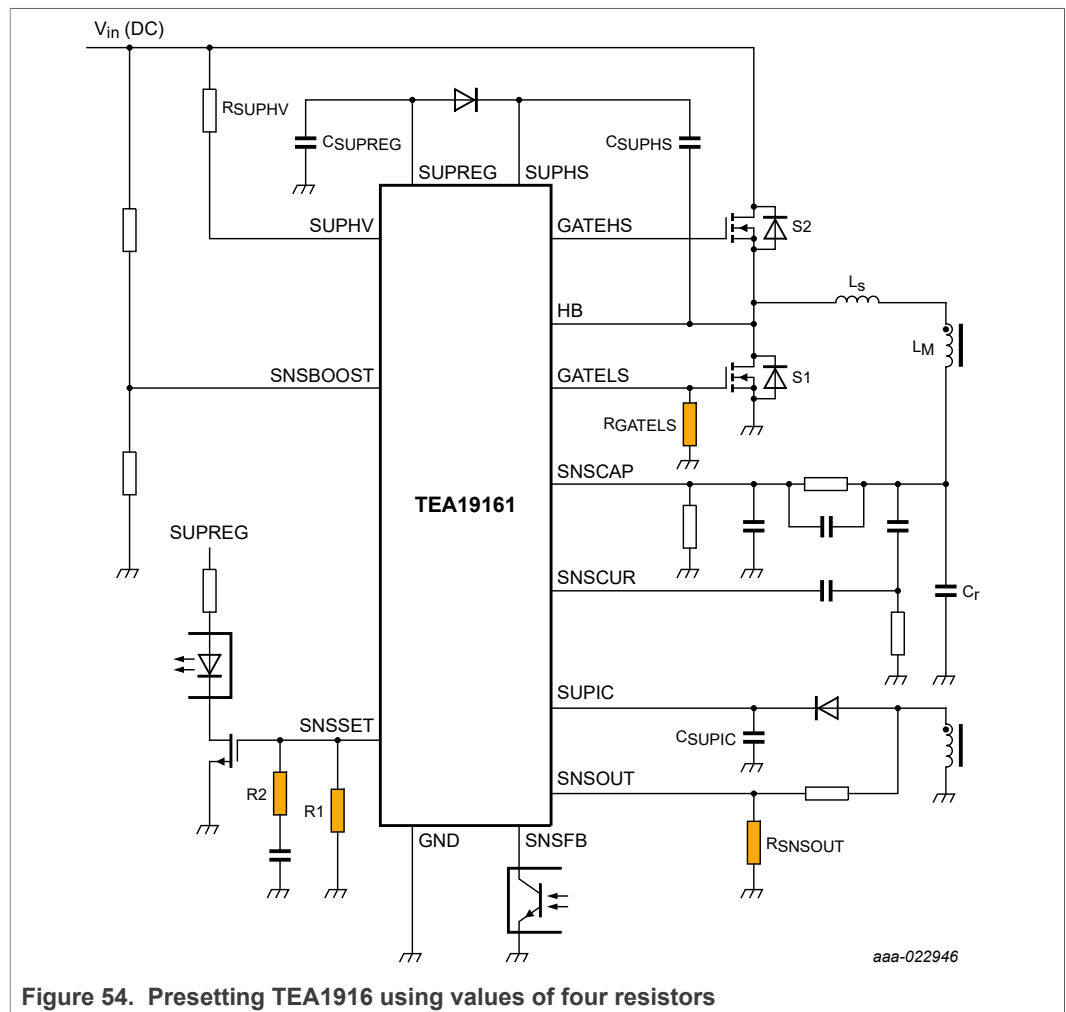 Vin (DC)
RSUPHV
CSUPREG
CSUPHS
SUPREG
SUPHS
SUPHV
GATEHS
S2
Ls
HB
LM
SNSBOOST
GATELS
S1
RGATELS
SNSCAP
TEA19161
SUPREG
SNSCUR
Cr
SUPIC
SNSSET
CSUPIC
SNSOUT
R2
R1
GND
SNSFB
RSNSOUT
aaa-022946
Figure 54. Presetting TEA1916 using values of four resistors